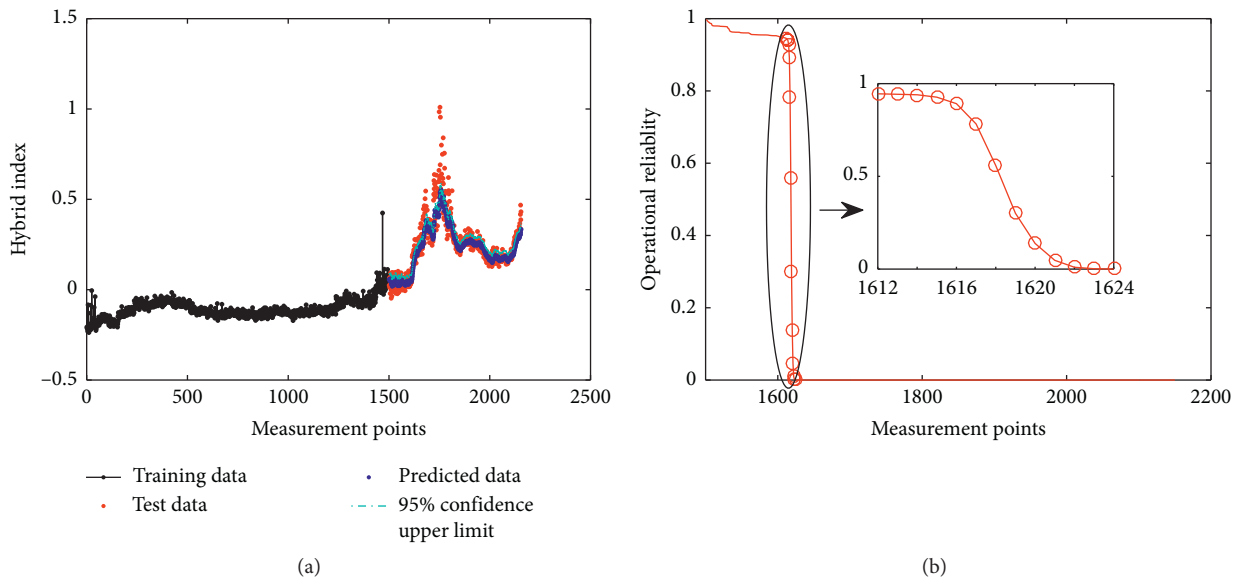 1.5
1
0.5
0
–0.5
Hybrid index
0
500
1000
1500
2000
2500
Measurement points
Training data
Test data
Predicted data
95% confidence
upper limit
(a)
1
0.8
0.6
0.4
0.2
0
Operational reliablity
1600
1800
2000
2200
Measurement points
1
0.5
0
1612
1616
1620
1624
(b)